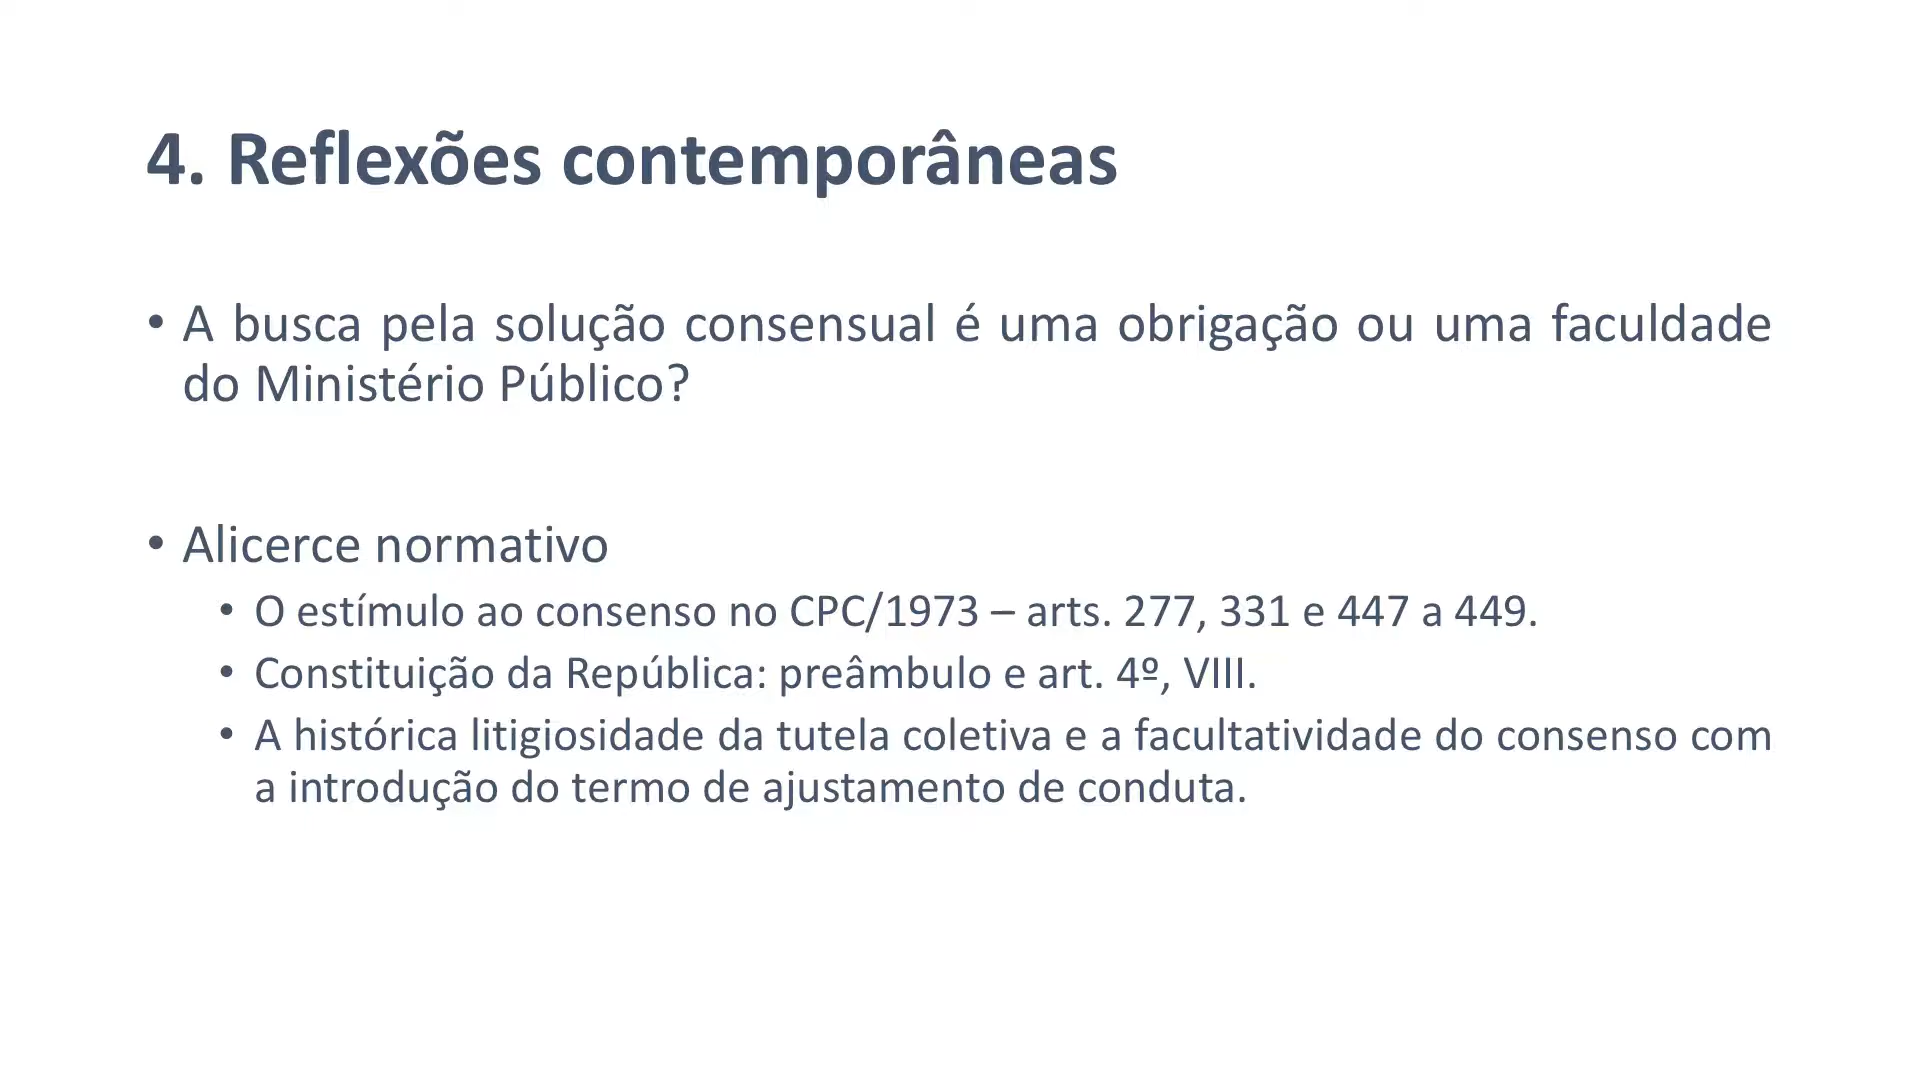 4. Reflexões contemporâneas
• A busca pela solução consensual é uma obrigação ou uma faculdade
do Ministério Público?
• Alicerce normativo
• O estímulo ao consenso no CPC/1973 – arts. 277, 331 e 447 a 449.
• Constituição da República: preâmbulo e art. 4º, VIII.
• A histórica litigiosidade da tutela coletiva e a facultatividade do consenso com
a introdução do termo de ajustamento de conduta.